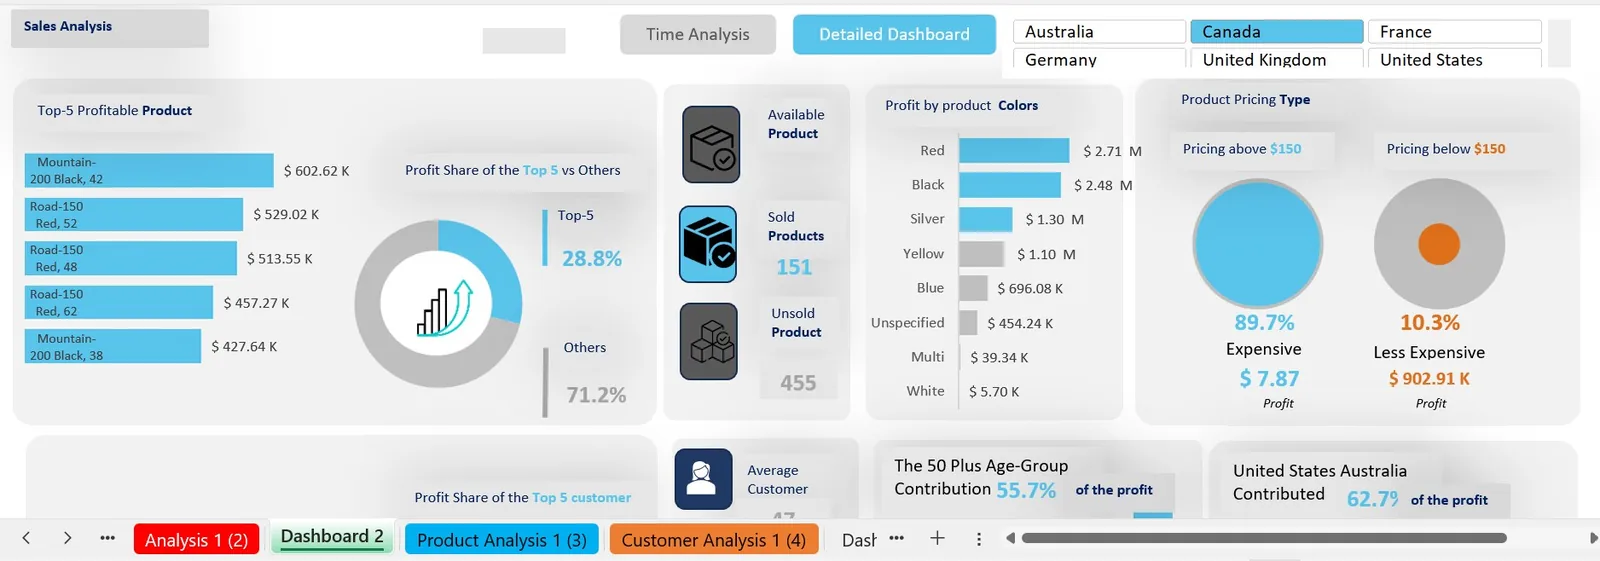 Sales Analysis
Time Analysis
Detailed Dashboard
Australia
Canada
France
Germany
United Kingdom
United States
Top-5 Profitable Product
Mountain-
200 Black, 42
$ 602.62 K
Road-150
Red, 52
$ 529.02 K
Road-150
Red, 48
$ 513.55 K
Road-150
Red, 62
$ 457.27 K
Mountain-
200 Black, 38
$ 427.64 K
Profit Share of the Top 5 vs Others
Top-5
28.8%
Others
71.2%
Available
Product
Sold
Products
151
Unsold
Product
455
Profit by product Colors
Red
$ 2.71 M
Black
$ 2.48 M
Silver
$ 1.30 M
Yellow
$ 1.10 M
Blue
$ 696.08 K
Unspecified
$ 454.24 K
Multi
$ 39.34 K
White
$ 5.70 K
Product Pricing Type
Pricing above $150
Pricing below $150
89.7%
Expensive
$ 7.87
Profit
10.3%
Less Expensive
$ 902.91 K
Profit
Profit Share of the Top 5 customer
Average
Customer
47
The 50 Plus Age-Group
Contribution 55.7% of the profit
United States Australia
Contributed 62.7% of the profit
Analysis 1 (2)
Dashboard 2
Product Analysis 1 (3)
Customer Analysis 1 (4)
Dash